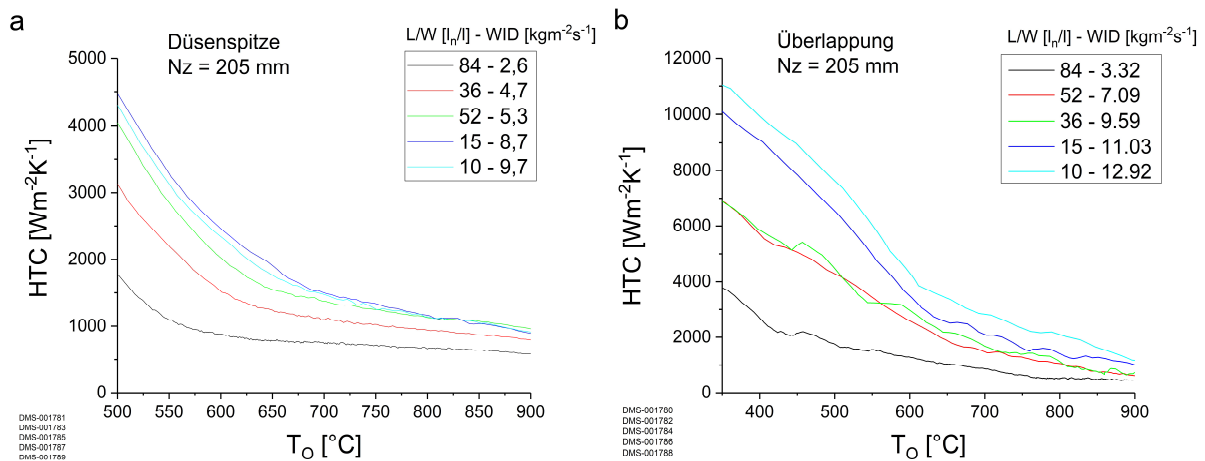 a
Düsenspitze
Nz = 205 mm
L/W [ln/l] - WID [kgm-2s-1]
84 - 2,6
36 - 4,7
52 - 5,3
15 - 8,7
10 - 9,7
HTC [Wm-2K-1]
5000
4000
3000
2000
1000
0
500 550 600 650 700 750 800 850 900
TO [°C]
DMS-001781
DMS-001783
DMS-001785
DMS-001787
DMS-001789
b
Überlappung
Nz = 205 mm
L/W [ln/l] - WID [kgm-2s-1]
84 - 3.32
52 - 7.09
36 - 9.59
15 - 11.03
10 - 12.92
HTC [Wm-2K-1]
12000
10000
8000
6000
4000
2000
0
400 500 600 700 800 900
TO [°C]
DMS-001780
DMS-001782
DMS-001784
DMS-001786
DMS-001788